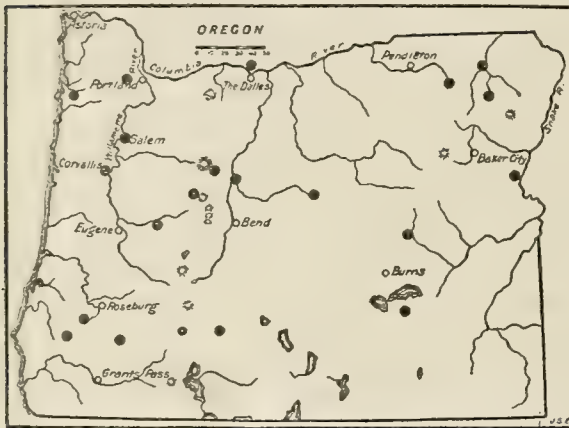 OREGON
Astoria
River
Columbia
River
Pendleton
Portland
The Dalles
Snake R.
Willamette
Salem
Corvallis
Baker City
Eugene
Bend
Burns
Roseburg
Grants Pass